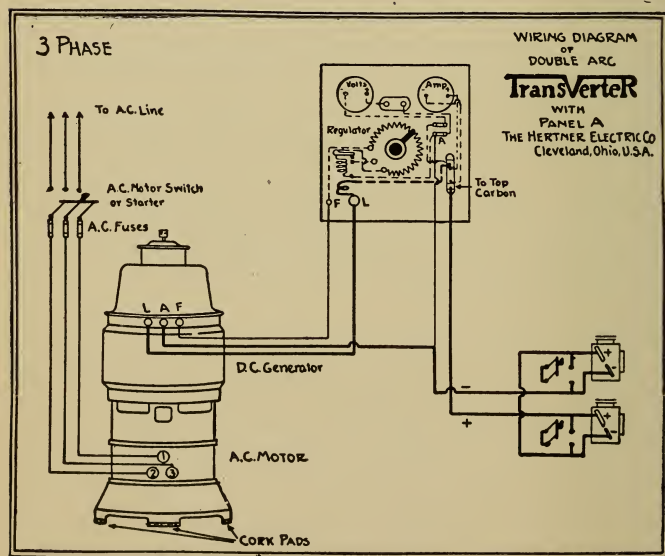 3 PHASE
WIRING DIAGRAM
OF
DOUBLE ARC
TRANSVERTER
WITH
PANEL A
THE HERTNER ELECTRIC CO
Cleveland, Ohio, U.S.A.
To A.C. Line
A.C. Motor Switch
or Starter
A.C. Fuses
Volts
Amp.
Regulator
A
F
L
To Top
Carbon
L A F
D.C. Generator
A.C. MOTOR
1
2 3
CORK PADS
−
+
+
-
+
-